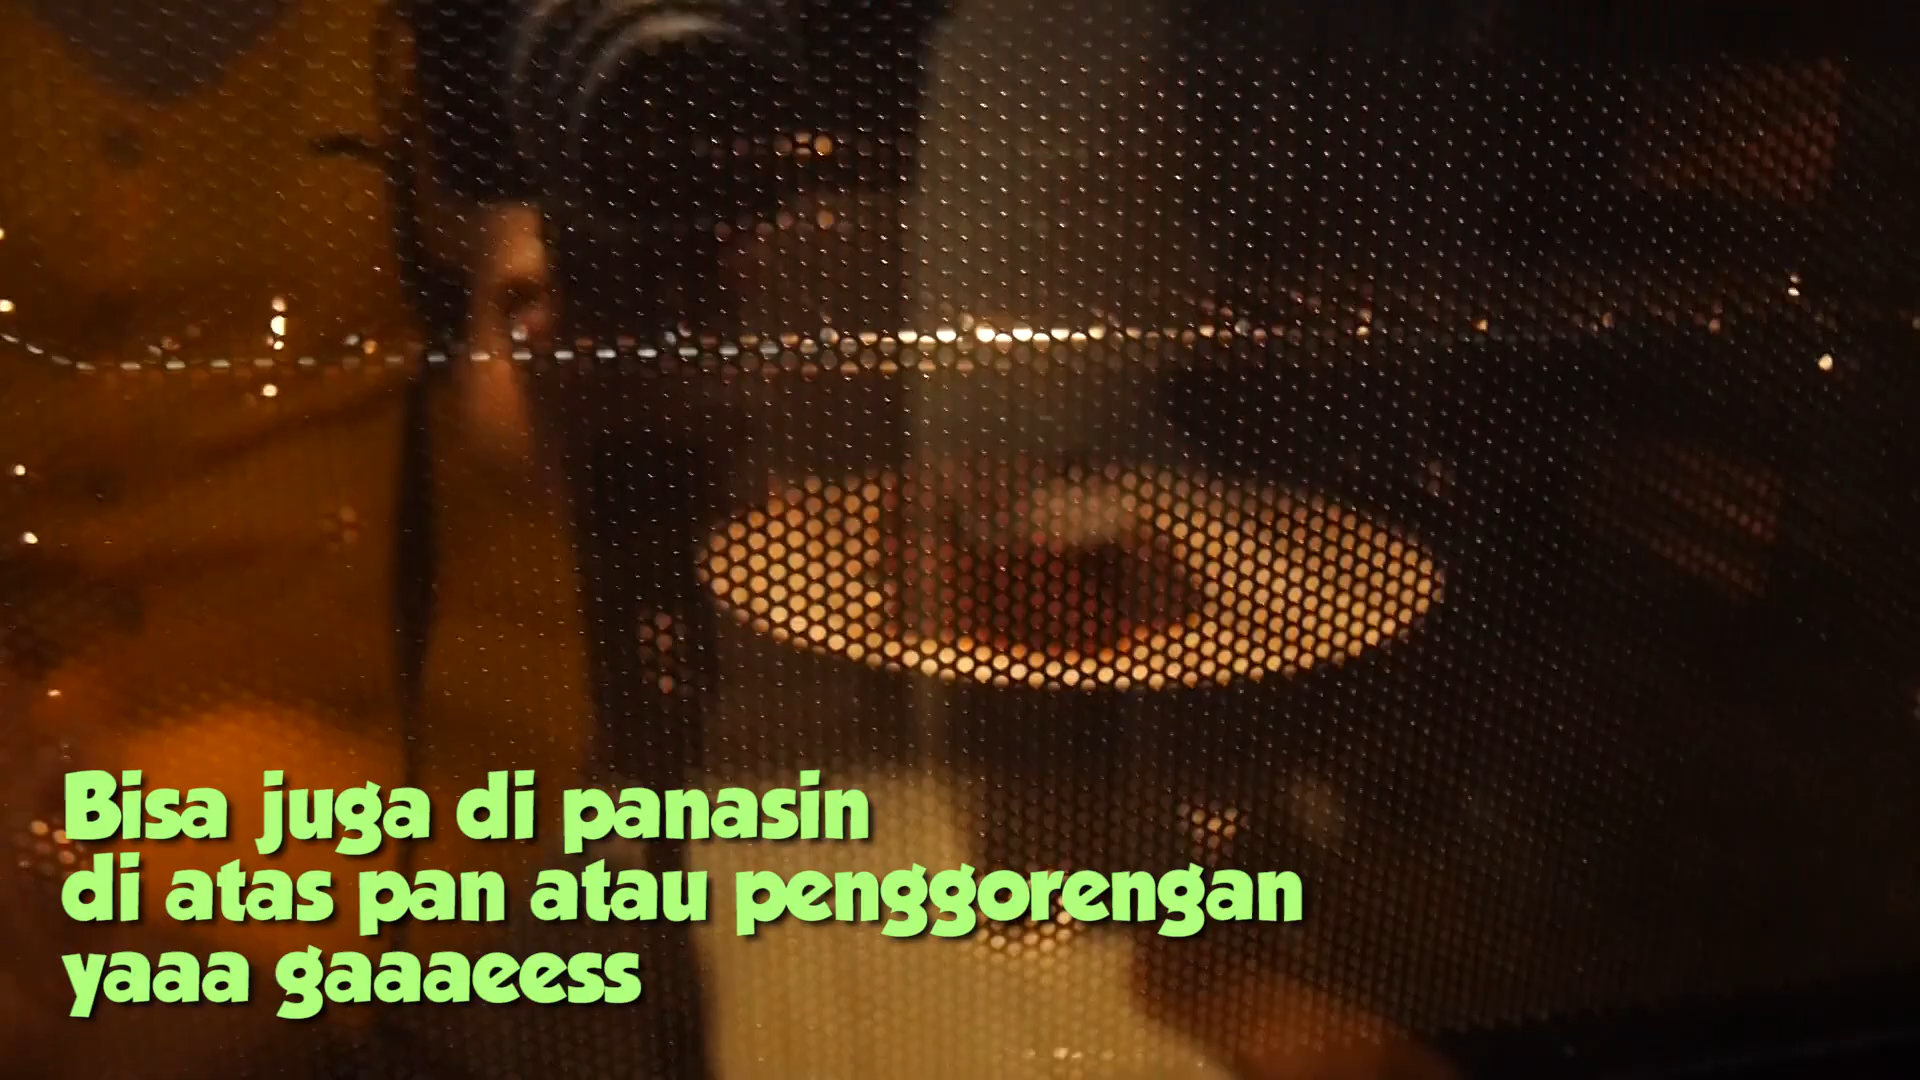 Bisa juga di panasin
di atas pan atau penggorengan
yaaa gaaaeess